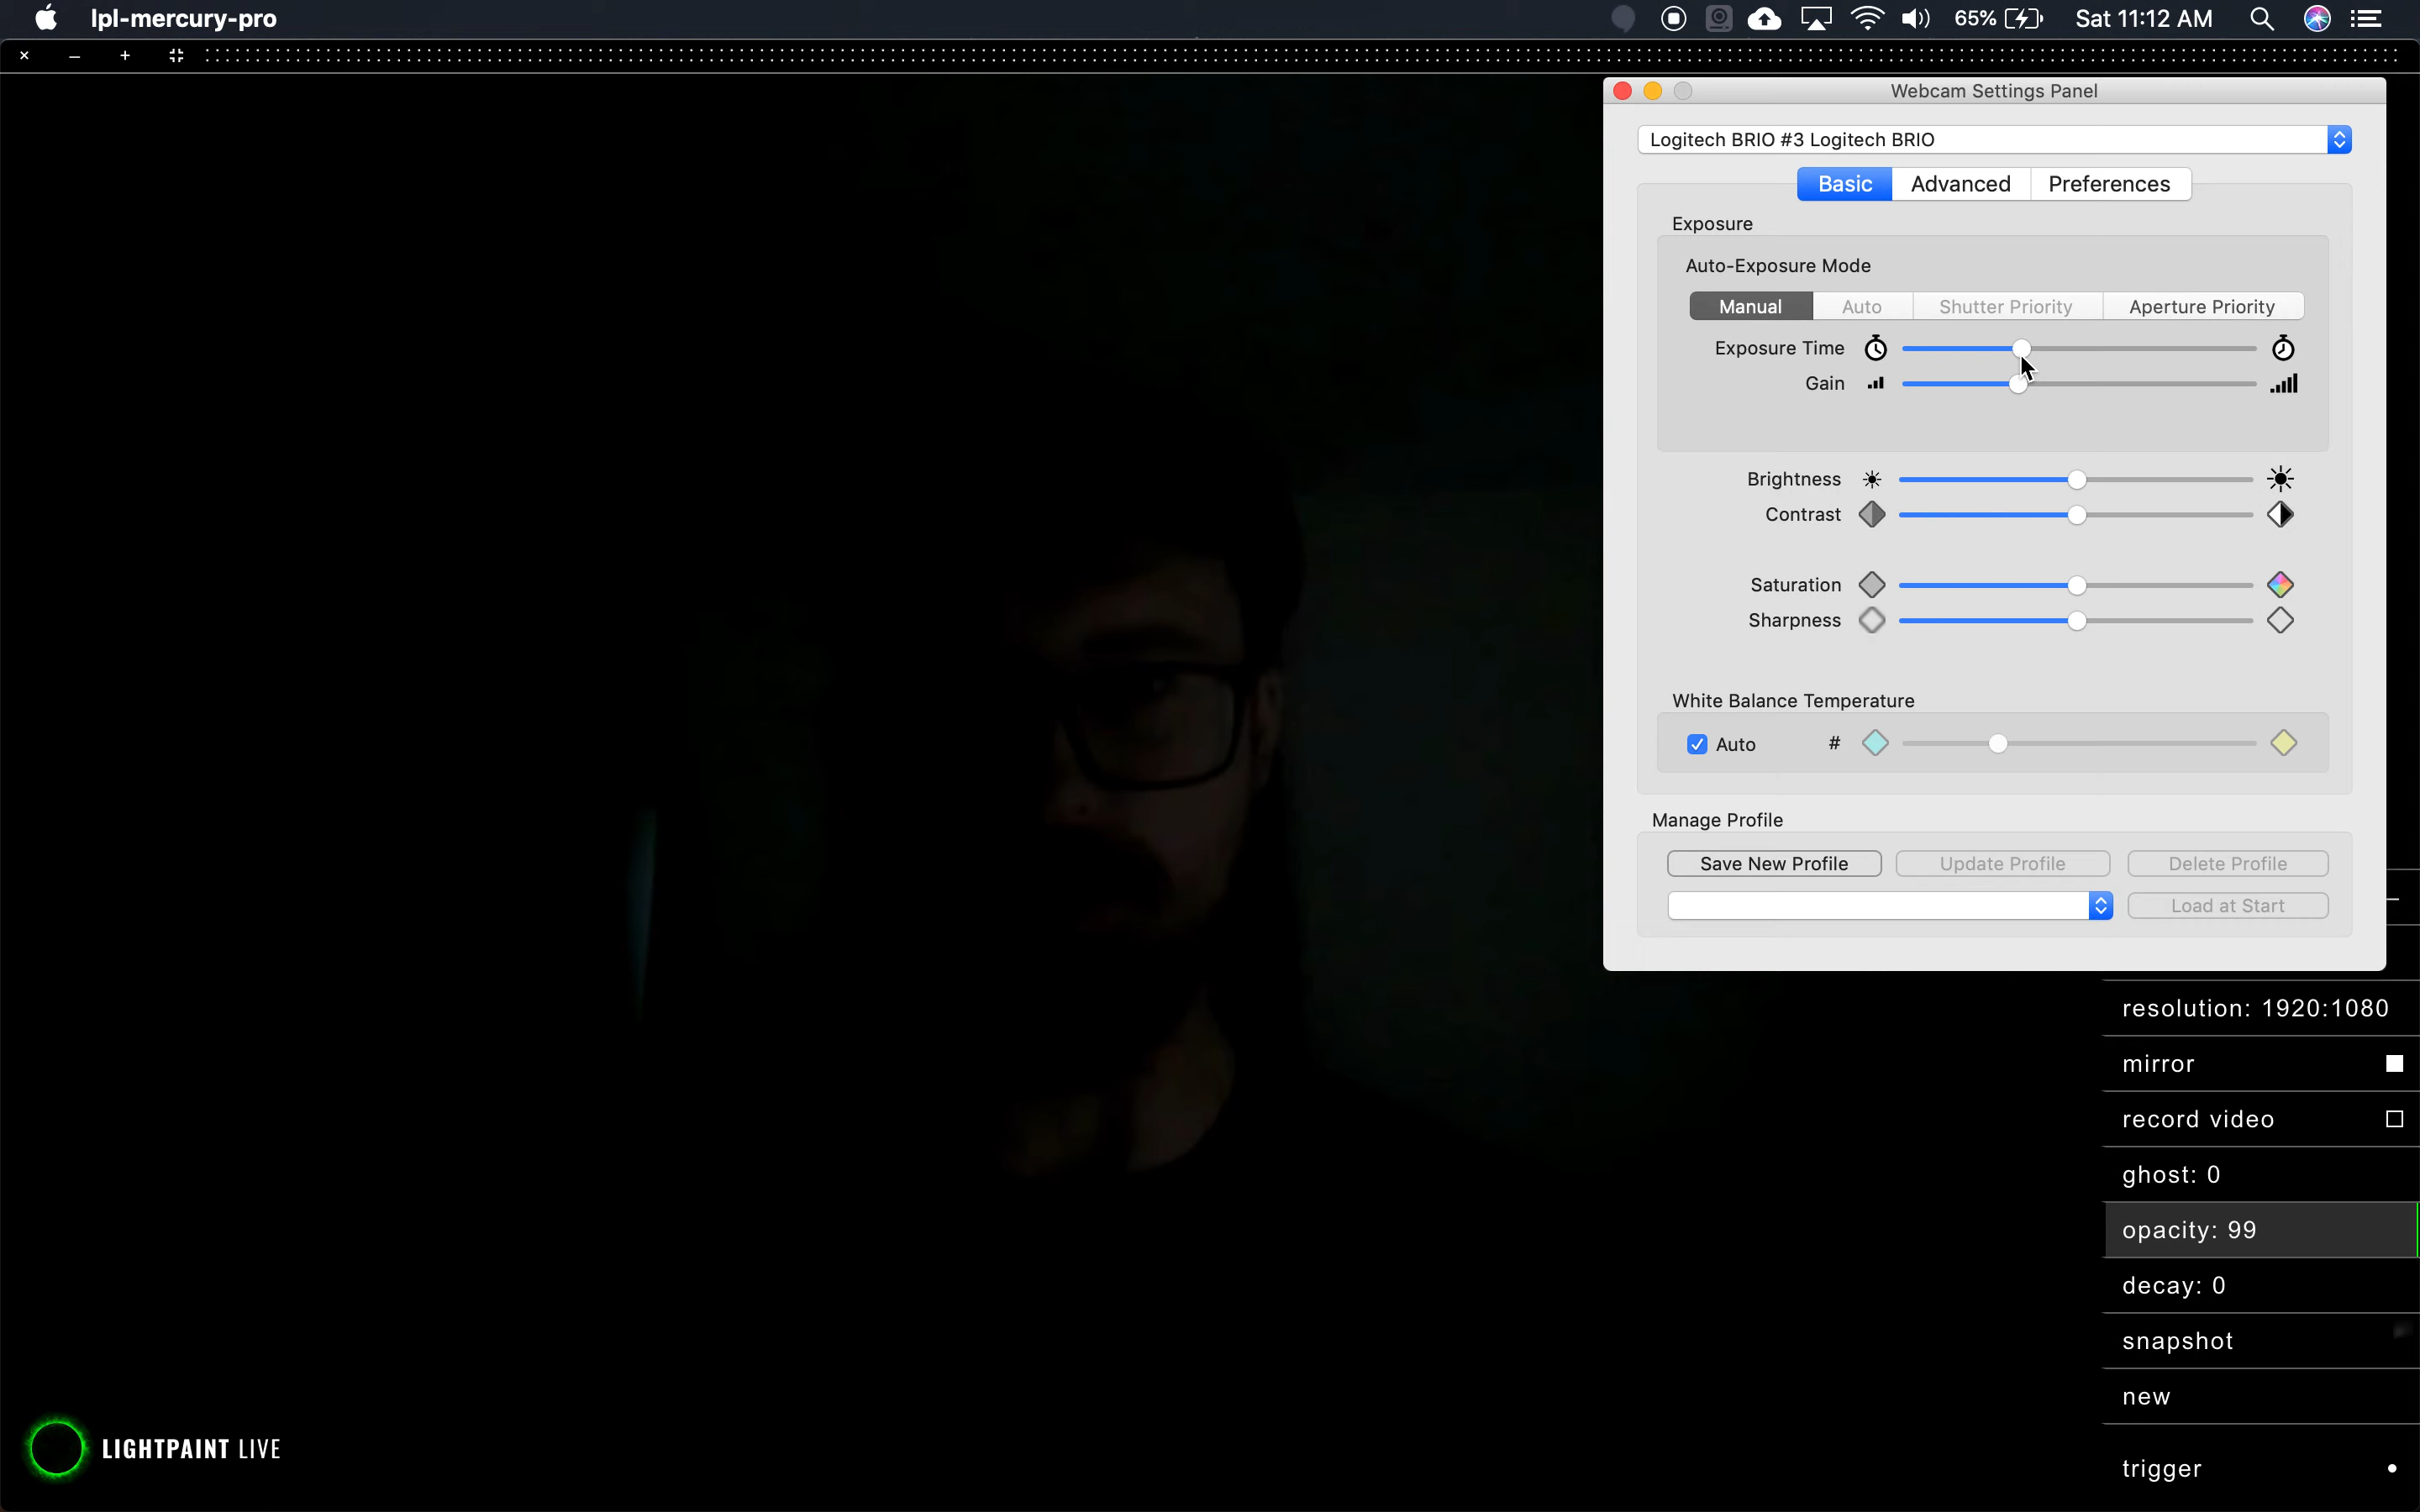 lpl-mercury-pro
65%
Sat 11:12 AM
Webcam Settings Panel
Logitech BRIO #3 Logitech BRIO
Basic
Advanced
Preferences
Exposure
Auto-Exposure Mode
Manual
Auto
Shutter Priority
Aperture Priority
Exposure Time
Gain
Brightness
Contrast
Saturation
Sharpness
White Balance Temperature
Auto
#
Manage Profile
Save New Profile
Update Profile
Delete Profile
Load at Start
resolution: 1920:1080
mirror
record video
ghost: 0
opacity: 99
decay: 0
snapshot
new
trigger
LIGHTPAINT LIVE